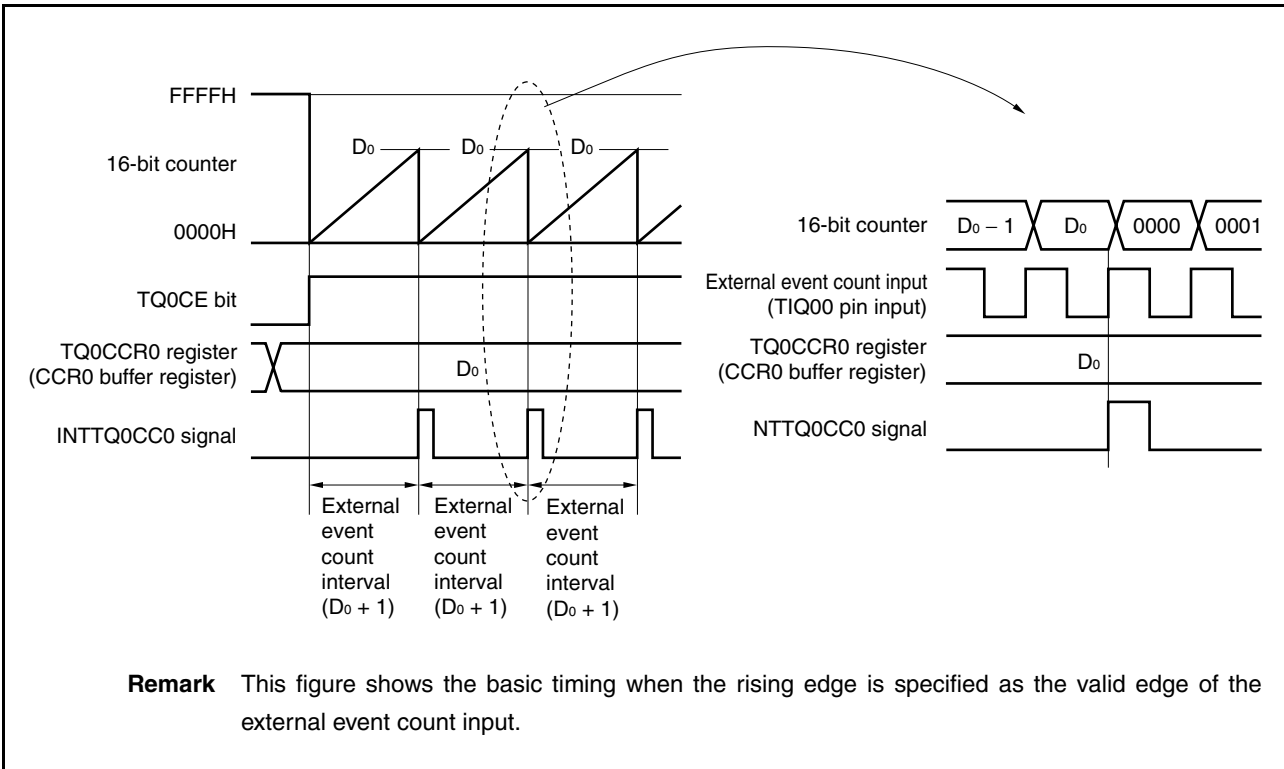 FFFFH
16-bit counter
0000H
D0
D0
D0
TQ0CE bit
TQ0CCR0 register
(CCR0 buffer register)
D0
INTTQ0CC0 signal
External
event
count
interval
(D0 + 1)
External
event
count
interval
(D0 + 1)
External
event
count
interval
(D0 + 1)
16-bit counter
D0 − 1
D0
0000
0001
External event count input
(TIQ00 pin input)
TQ0CCR0 register
(CCR0 buffer register)
D0
NTTQ0CC0 signal
Remark This figure shows the basic timing when the rising edge is specified as the valid edge of the
external event count input.